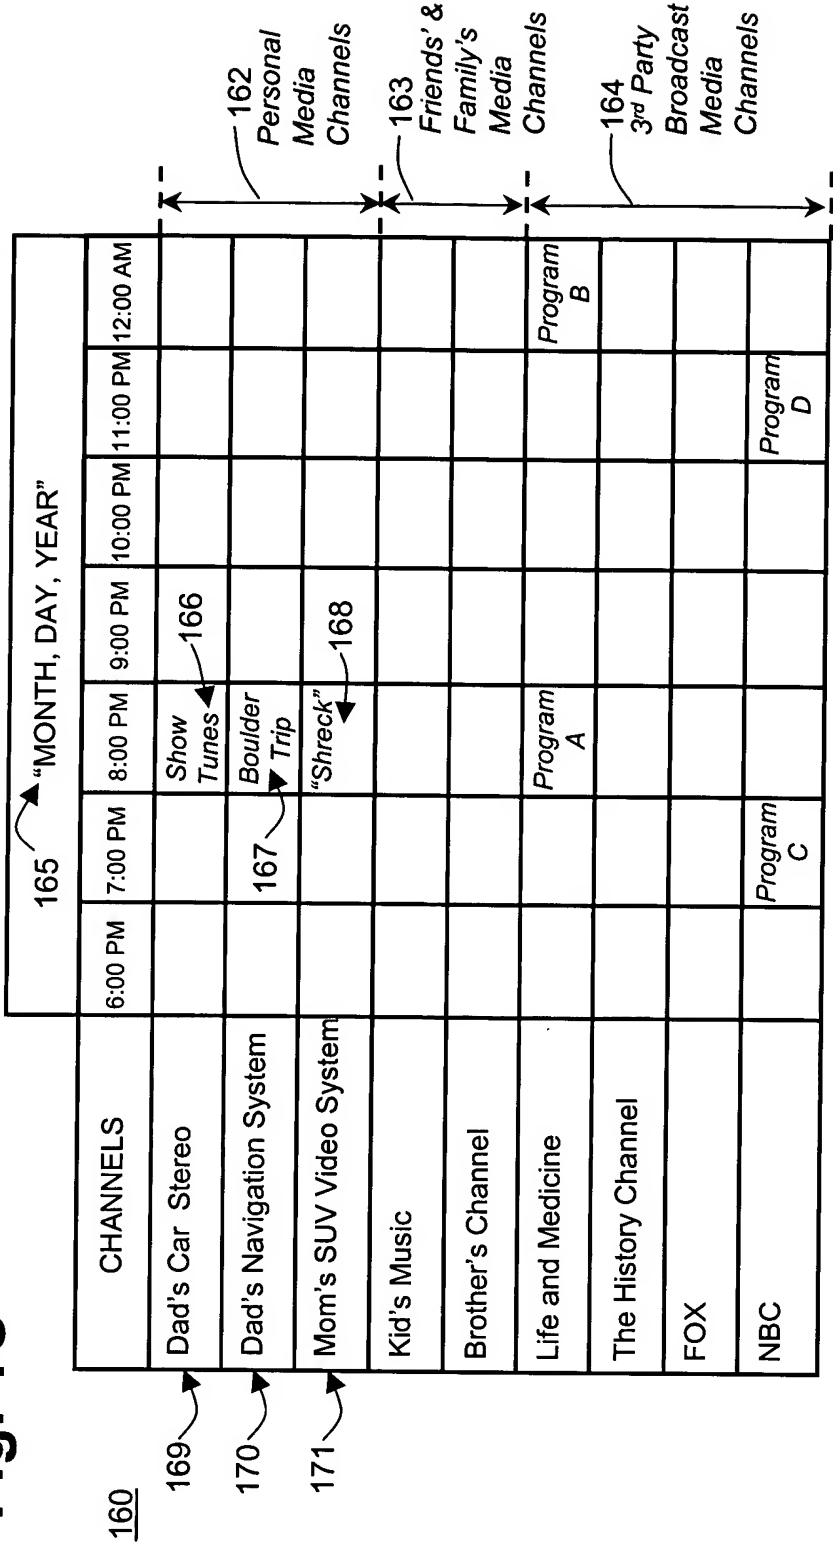 160
165
"MONTH, DAY, YEAR"
CHANNELS
6:00 PM
7:00 PM
8:00 PM
9:00 PM
10:00 PM
11:00 PM
12:00 AM
169
Dad's Car Stereo
Show
Tunes
166
162
Personal
Media
Channels
170
Dad's Navigation System
167
Boulder
Trip
171
Mom's SUV Video System
"Shreck"
168
Kid's Music
163
Friends' &
Family's
Media
Channels
Brother's Channel
Life and Medicine
Program
A
Program
B
164
3rd Party
Broadcast
Media
Channels
The History Channel
FOX
NBC
Program
C
Program
D